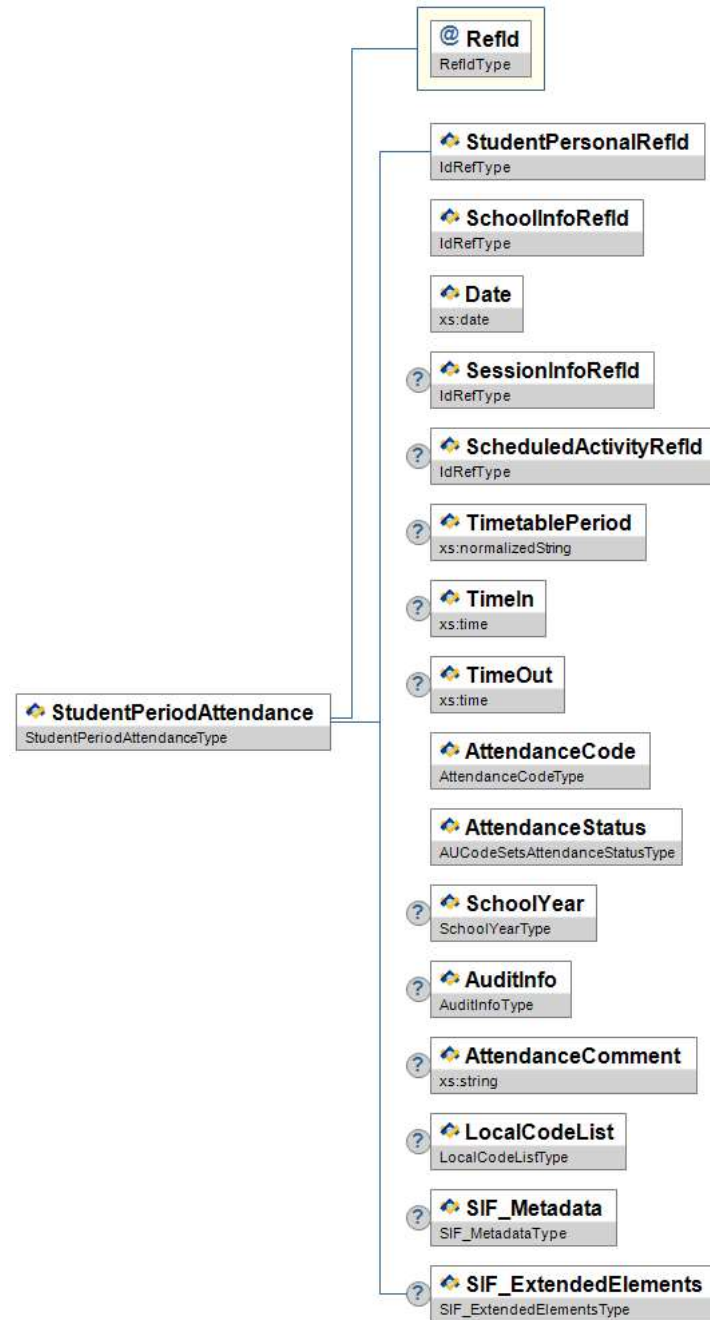 @ RefId
RefIdType
StudentPersonalRefId
IdRefType
SchoolInfoRefId
IdRefType
Date
xs:date
? SessionInfoRefId
IdRefType
? ScheduledActivityRefId
IdRefType
? TimetablePeriod
xs:normalizedString
? TimeIn
xs:time
? TimeOut
xs:time
StudentPeriodAttendance
StudentPeriodAttendanceType
AttendanceCode
AttendanceCodeType
AttendanceStatus
AUCodeSetsAttendanceStatusType
? SchoolYear
SchoolYearType
? AuditInfo
AuditInfoType
? AttendanceComment
xs:string
? LocalCodeList
LocalCodeListType
? SIF_Metadata
SIF_MetadataType
? SIF_ExtendedElements
SIF_ExtendedElementsType